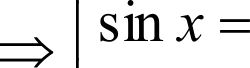 ⇒ | sin x =